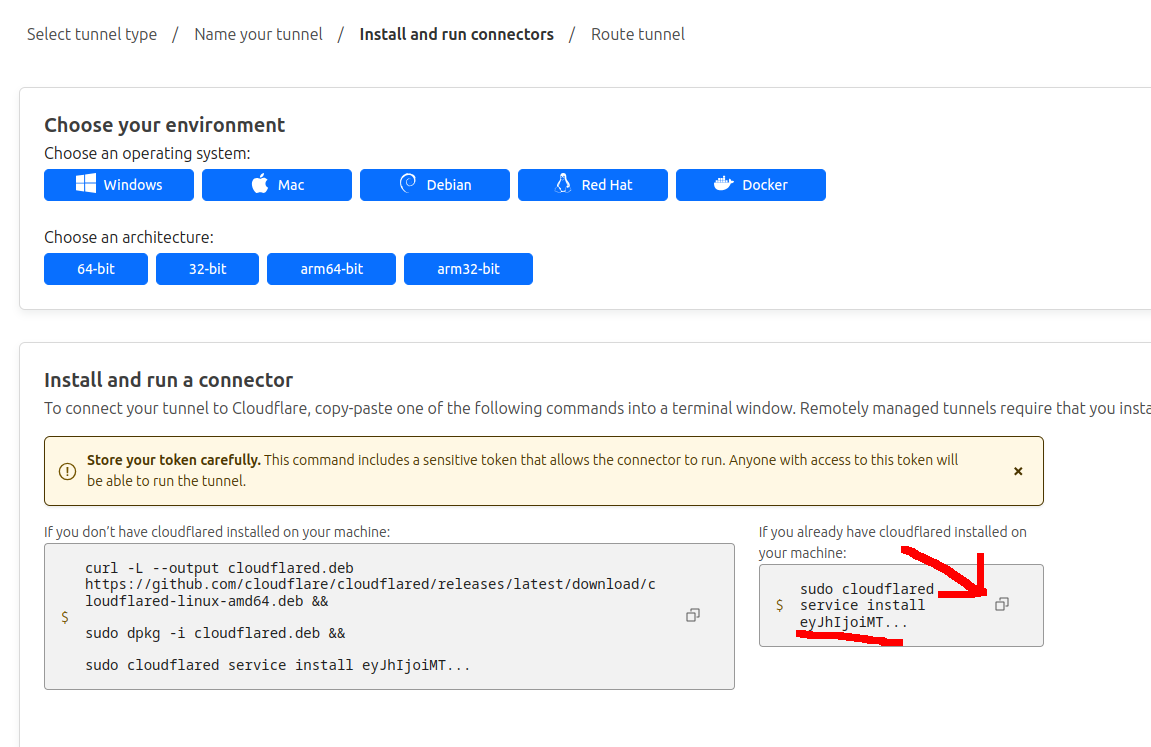 Select tunnel type / Name your tunnel / Install and run connectors / Route tunnel
Choose your environment
Choose an operating system:
Windows Mac Debian Red Hat Docker
Choose an architecture:
64-bit 32-bit arm64-bit arm32-bit
Install and run a connector
To connect your tunnel to Cloudflare, copy-paste one of the following commands into a terminal window. Remotely managed tunnels require that you insta
Store your token carefully. This command includes a sensitive token that allows the connector to run. Anyone with access to this token will
be able to run the tunnel.
If you don’t have cloudflared installed on your machine:
$ curl -L --output cloudflared.deb
https://github.com/cloudflare/cloudflared/releases/latest/download/c
loudflared-linux-amd64.deb &&
sudo dpkg -i cloudflared.deb &&
sudo cloudflared service install eyJhIjoiMT...
If you already have cloudflared installed on
your machine:
$ sudo cloudflared
service install
eyJhIjoiMT...